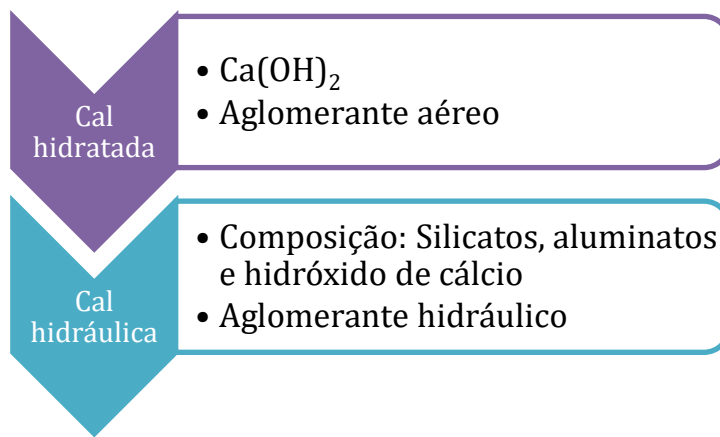 Cal
hidratada
• Ca(OH)₂
• Aglomerante aéreo
Cal
hidráulica
• Composição: Silicatos, aluminatos
e hidróxido de cálcio
• Aglomerante hidráulico